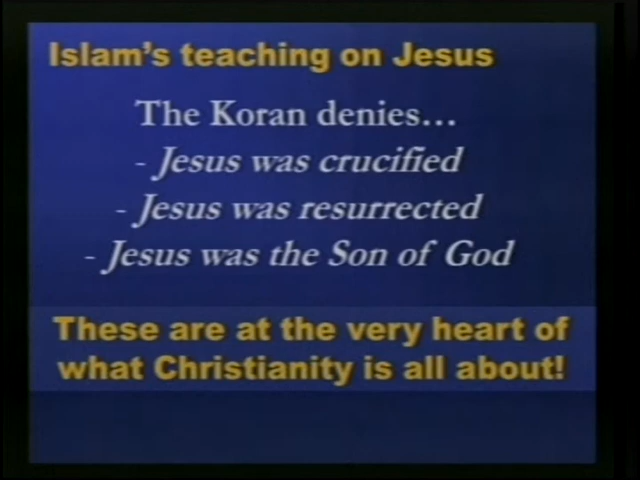 Islam's teaching on Jesus
The Koran denies...
- Jesus was crucified
- Jesus was resurrected
- Jesus was the Son of God
These are at the very heart of
what Christianity is all about!